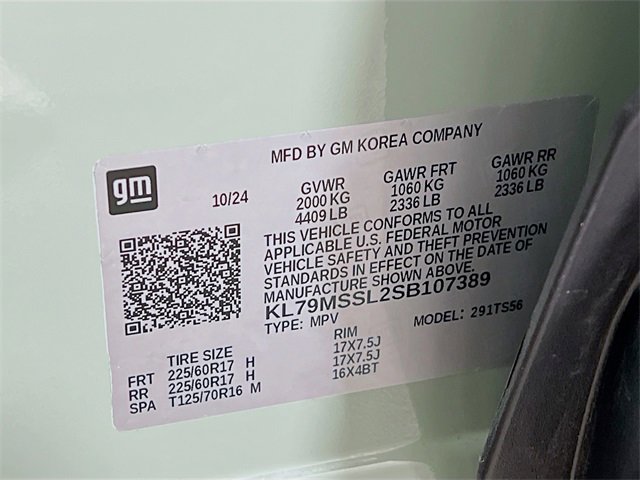 MFD BY GM KOREA COMPANY
gm
10/24
GVWR
2000 KG
4409 LB
GAWR FRT
1060 KG
2336 LB
GAWR RR
1060 KG
2336 LB
THIS VEHICLE CONFORMS TO ALL
APPLICABLE U.S. FEDERAL MOTOR
VEHICLE SAFETY AND THEFT PREVENTION
STANDARDS IN EFFECT ON THE DATE OF
MANUFACTURE SHOWN ABOVE.
KL79MSSL2SB107389
TYPE: MPV
MODEL: 291TS56
TIRE SIZE
RIM
FRT 225/60R17 H 17X7.5J
RR 225/60R17 H 17X7.5J
SPA T125/70R16 M 16X4BT